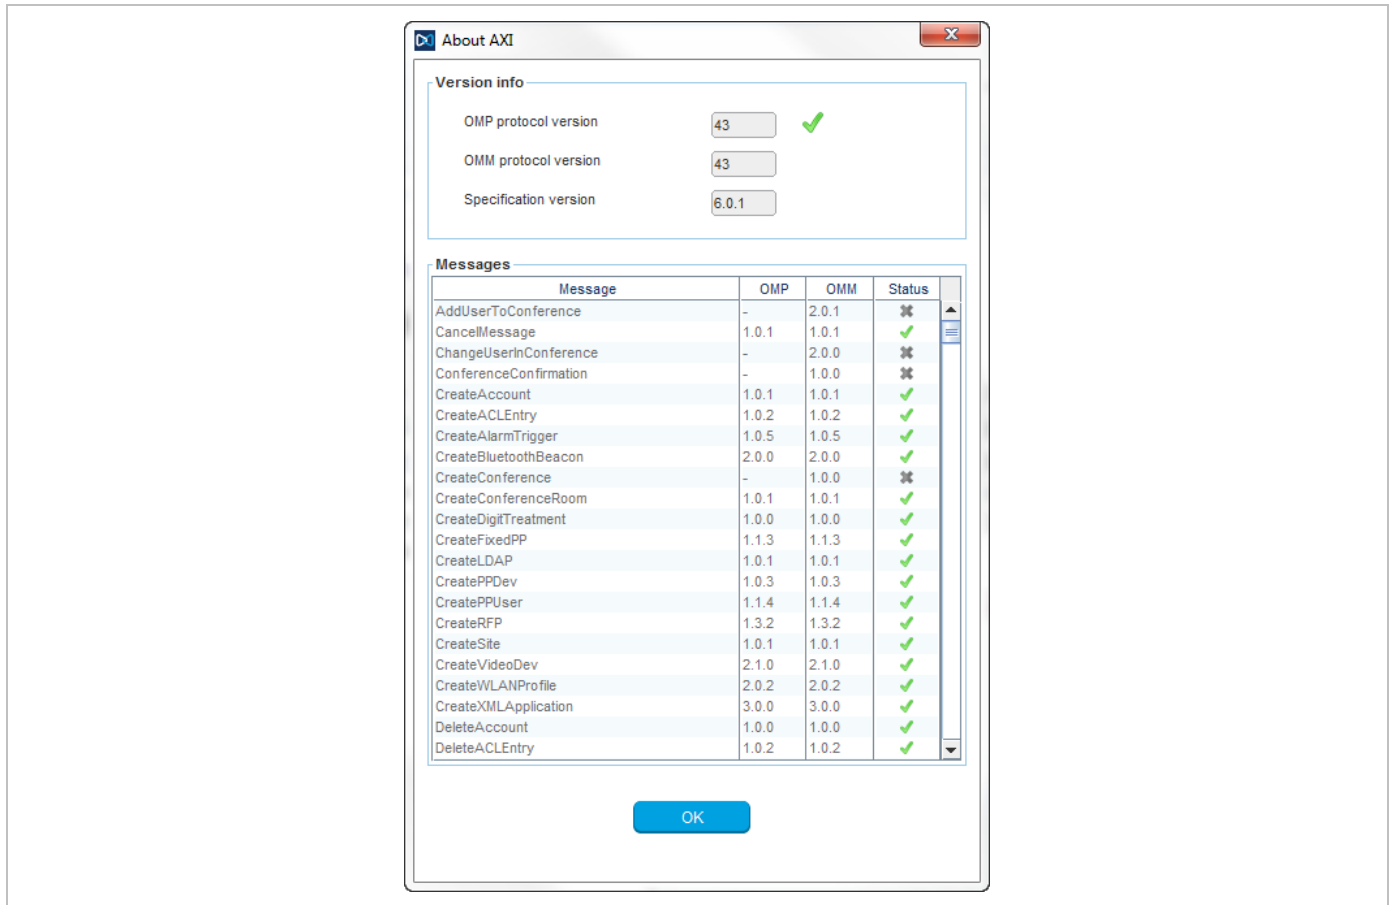 About AXI
Version info
OMP protocol version 43
OMM protocol version 43
Specification version 6.0.1
Messages
Message OMP OMM Status
AddUserToConference - 2.0.1
CancelMessage 1.0.1 1.0.1
ChangeUserInConference - 2.0.0
ConferenceConfirmation - 1.0.0
CreateAccount 1.0.1 1.0.1
CreateACLEntry 1.0.2 1.0.2
CreateAlarmTrigger 1.0.5 1.0.5
CreateBluetoothBeacon 2.0.0 2.0.0
CreateConference - 1.0.0
CreateConferenceRoom 1.0.1 1.0.1
CreateDigitTreatment 1.0.0 1.0.0
CreateFixedPP 1.1.3 1.1.3
CreateLDAP 1.0.1 1.0.1
CreatePPDev 1.0.3 1.0.3
CreatePPUser 1.1.4 1.1.4
CreateRFP 1.3.2 1.3.2
CreateSite 1.0.1 1.0.1
CreateVideoDev 2.1.0 2.1.0
CreateWLANProfile 2.0.2 2.0.2
CreateXMLApplication 3.0.0 3.0.0
DeleteAccount 1.0.0 1.0.0
DeleteACLEntry 1.0.2 1.0.2
OK